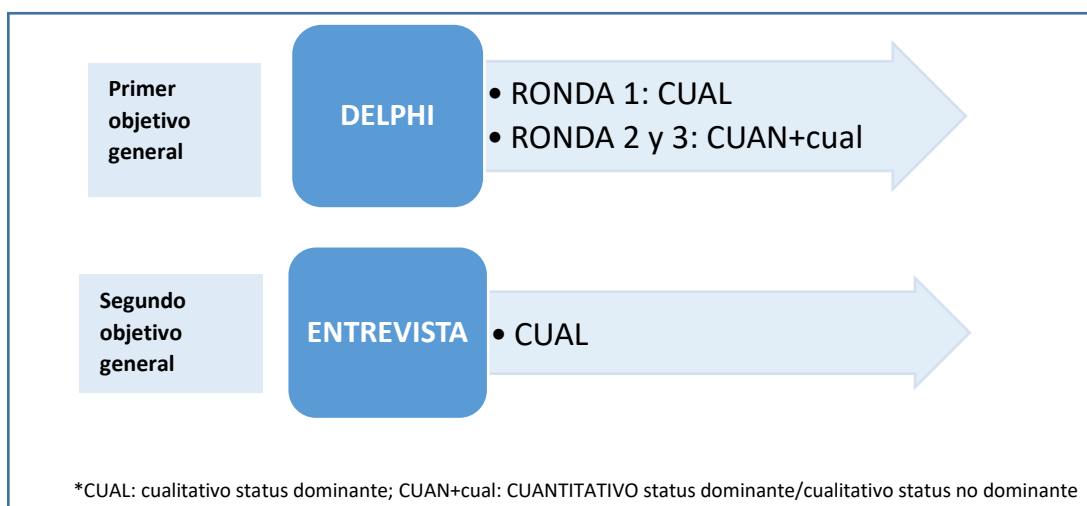 Primer
objetivo
general
DELPHI
• RONDA 1: CUAL
• RONDA 2 y 3: CUAN+cual
Segundo
objetivo
general
ENTREVISTA
• CUAL
*CUAL: cualitativo status dominante; CUAN+cual: CUANTITATIVO status dominante/cualitativo status no dominante